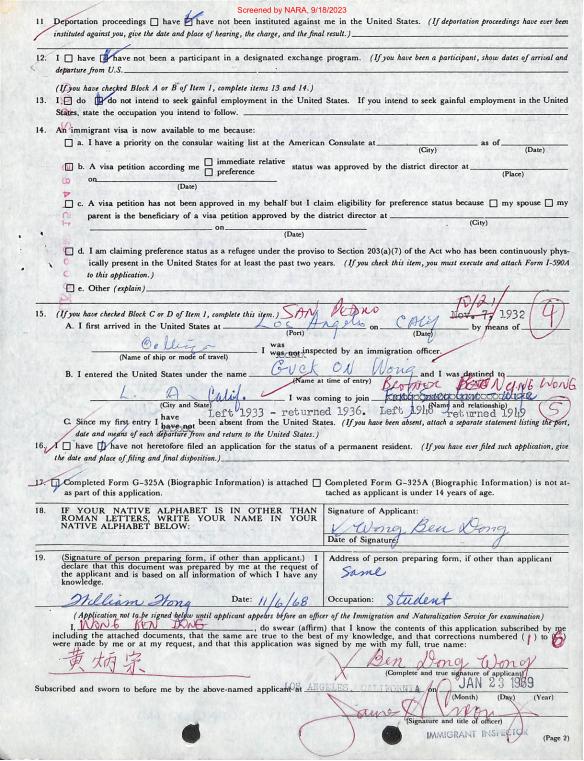 Screened by NARA, 9/18/2023
11 Deportation proceedings ☐ have ☑ have not been instituted against me in the United States. (If deportation proceedings have ever been
instituted against you, give the date and place of hearing, the charge, and the final result.)
12. I ☐ have ☑ have not been a participant in a designated exchange program. (If you have been a participant, show dates of arrival and
departure from U.S.
(If you have checked Block A or B of Item 1, complete items 13 and 14.)
13. I ☐ do ☑ do not intend to seek gainful employment in the United States. If you intend to seek gainful employment in the United
States, state the occupation you intend to follow.
14. An immigrant visa is now available to me because:
☐ a. I have a priority on the consular waiting list at the American Consulate at as of
(City) (Date)
☐ b. A visa petition according me ☐ immediate relative ☐ preference status was approved by the district director at
(Place)
on
(Date)
☐ c. A visa petition has not been approved in my behalf but I claim eligibility for preference status because ☐ my spouse ☐ my
parent is the beneficiary of a visa petition approved by the district director at
(City)
on
(Date)
☐ d. I am claiming preference status as a refugee under the proviso to Section 203(a)(7) of the Act who has been continuously phys-
ically present in the United States for at least the past two years. (If you check this item, you must execute and attach Form I-590A
to this application.)
☐ e. Other (explain)
15. (If you have checked Block C or D of Item 1, complete this item.) SAN PEDRO 12/21
A. I first arrived in the United States at Los Angeles on Calif Nov. 7, 1932 by means of (4)
(Port) (Date)
I was was not inspected by an immigration officer.
(Name of ship or mode of travel)
B. I entered the United States under the name Guck On Wong and I was destined to
(Name at time of entry) Brother NGING WONG
L. A. Calif. I was coming to join
(City and State) (Name and relationship) (5)
have Left 1933 - returned 1936. Left 1948 returned 1949
C. Since my first entry I have not been absent from the United States. (If you have been absent, attach a separate statement listing the port,
date and means of each departure from and return to the United States.)
16. I ☐ have ☑ have not heretofore filed an application for the status of a permanent resident. (If you have ever filed such application, give
the date and place of filing and final disposition.)
17. ☑ Completed Form G-325A (Biographic Information) is attached ☐ Completed Form G-325A (Biographic Information) is not at-
as part of this application. tached as applicant is under 14 years of age.
18. IF YOUR NATIVE ALPHABET IS IN OTHER THAN
ROMAN LETTERS, WRITE YOUR NAME IN YOUR
NATIVE ALPHABET BELOW:
Signature of Applicant:
Wong Ben Dong
Date of Signature:
19. (Signature of person preparing form, if other than applicant.) I
declare that this document was prepared by me at the request of
the applicant and is based on all information of which I have any
knowledge.
Address of person preparing form, if other than applicant:
Same
William Wong Date: 11/6/68 Occupation: Student
(Application not to be signed below until applicant appears before an officer of the Immigration and Naturalization Service for examination)
I, WONG BEN DONG, do swear (affirm) that I know the contents of this application subscribed by me
including the attached documents, that the same are true to the best of my knowledge, and that corrections numbered (1) to (6)
were made by me or at my request, and that this application was signed by me with my full, true name:
黃炳宗
Ben Dong Wong
(Complete and true signature of applicant)
Subscribed and sworn to before me by the above-named applicant at LOS ANGELES, CALIFORNIA on JAN 23 1969
(Month) (Day) (Year)
(Signature and title of officer)
IMMIGRANT INSPECTOR
(Page 2)